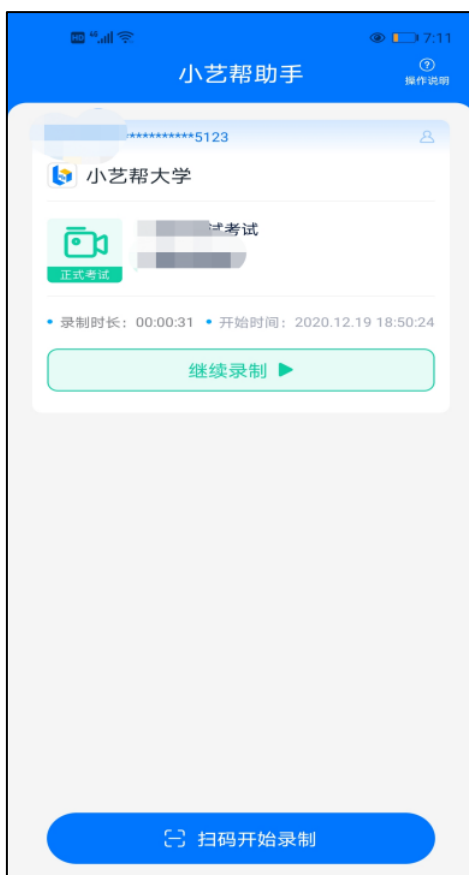 HD 4G 7:11
小艺帮助手
操作说明
**********5123
小艺帮大学
试考试
正式考试
录制时长：00:00:31 开始时间：2020.12.19 18:50:24
继续录制
扫码开始录制